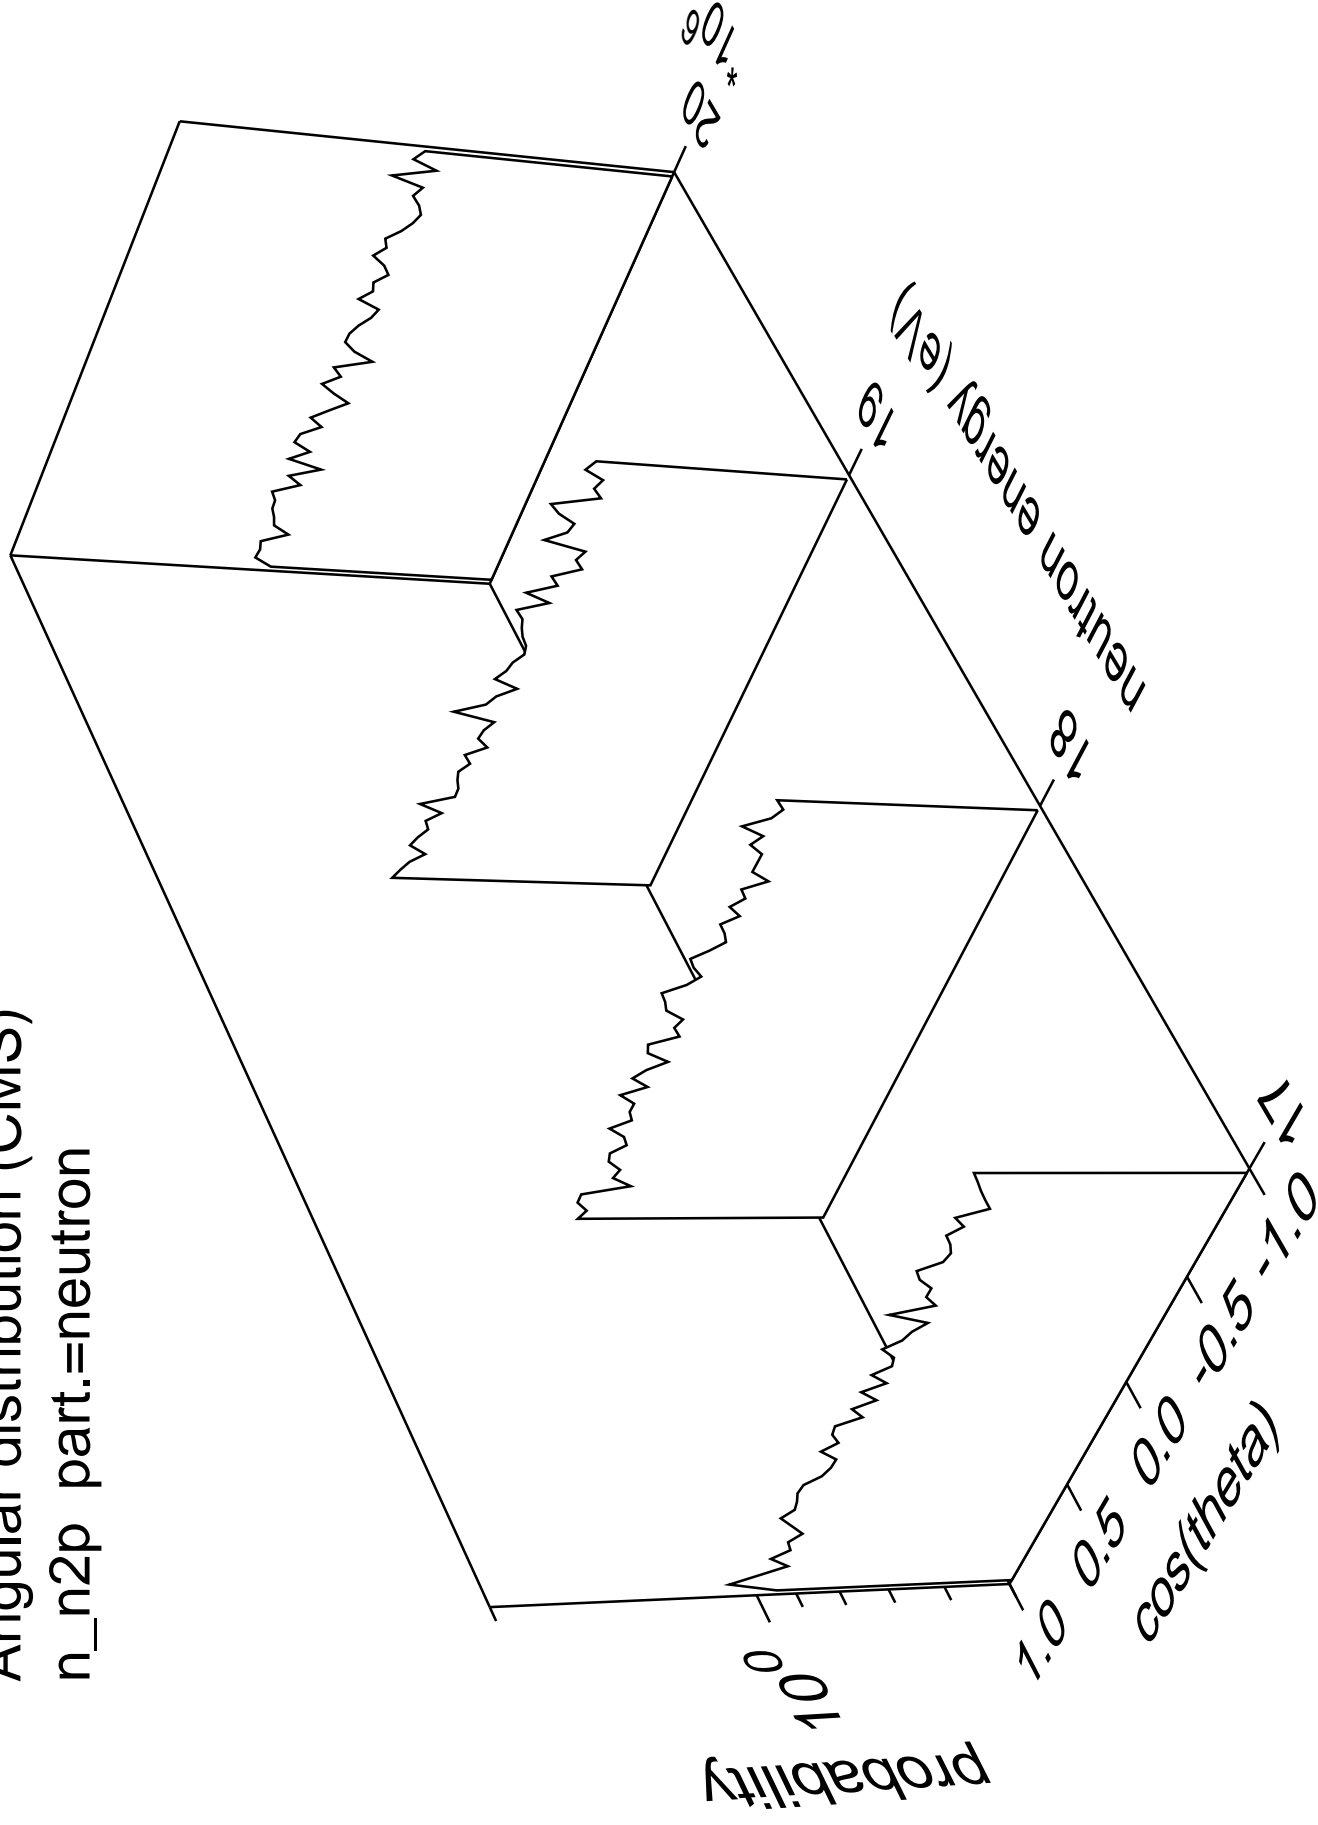 Angular distribution (CMS)
n_n2p part.=neutron
probability
10^0
1.0 0.5 0.0 -0.5 -1.0
cos(theta)
17 18 19 20 *10^6
neutron energy (eV)